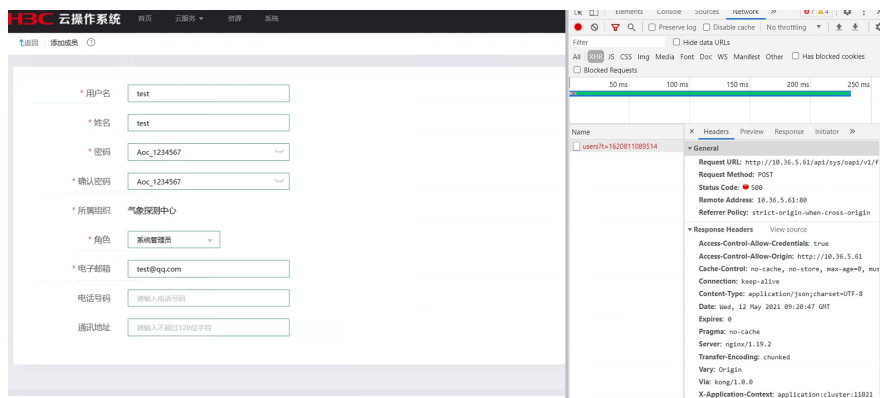 H3C 云操作系统 首页 云服务 资源 系统
返回 添加成员 ?
* 用户名 test
* 姓名 test
* 密码 Aoc_1234567
* 确认密码 Aoc_1234567
* 所属组织 气象探测中心
* 角色 系统管理员
* 电子邮箱 test@qq.com
电话号码 请输入电话号码
通讯地址 请输入不超过128位字符
Elements Console Sources Network »
Preserve log Disable cache No throttling
Filter Hide data URLs
All XHR JS CSS Img Media Font Doc WS Manifest Other Has blocked cookies
Blocked Requests
50 ms 100 ms 150 ms 200 ms 250 ms
Name × Headers Preview Response Initiator »
users?t=1620811089514
General
Request URL: http://10.36.5.61/api/sys/oapi/v1/f
Request Method: POST
Status Code: 500
Remote Address: 10.36.5.61:80
Referrer Policy: strict-origin-when-cross-origin
Response Headers View source
Access-Control-Allow-Credentials: true
Access-Control-Allow-Origin: http://10.36.5.61
Cache-Control: no-cache, no-store, max-age=0, mus
Connection: keep-alive
Content-Type: application/json;charset=UTF-8
Date: Wed, 12 May 2021 09:20:47 GMT
Expires: 0
Pragma: no-cache
Server: nginx/1.19.2
Transfer-Encoding: chunked
Vary: Origin
Via: kong/1.0.0
X-Application-Context: application:cluster:11021